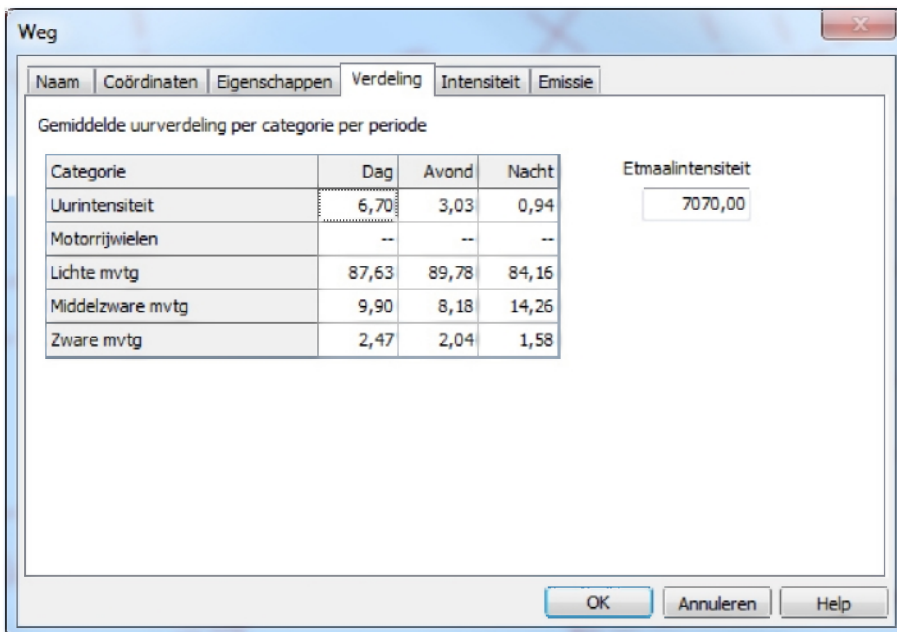 Weg
Naam Coördinaten Eigenschappen Verdeling Intensiteit Emissie
Gemiddelde uurverdeling per categorie per periode
Categorie Dag Avond Nacht Etmaalintensiteit
Uurintensiteit 6,70 3,03 0,94 7070,00
Motorrijwielen -- -- --
Lichte mvtg 87,63 89,78 84,16
Middelzware mvtg 9,90 8,18 14,26
Zware mvtg 2,47 2,04 1,58
OK Annuleren Help